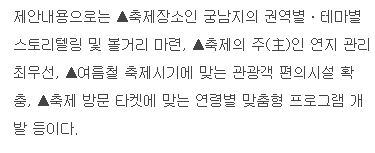 제안내용으로는 ▲축제장소인 궁남지의 권역별·테마별
스토리텔링 및 볼거리 마련, ▲축제의 주(主)인 연지 관리
최우선, ▲여름철 축제시기에 맞는 관광객 편의시설 확
충, ▲축제 방문 타켓에 맞는 연령별 맞춤형 프로그램 개
발 등이다.